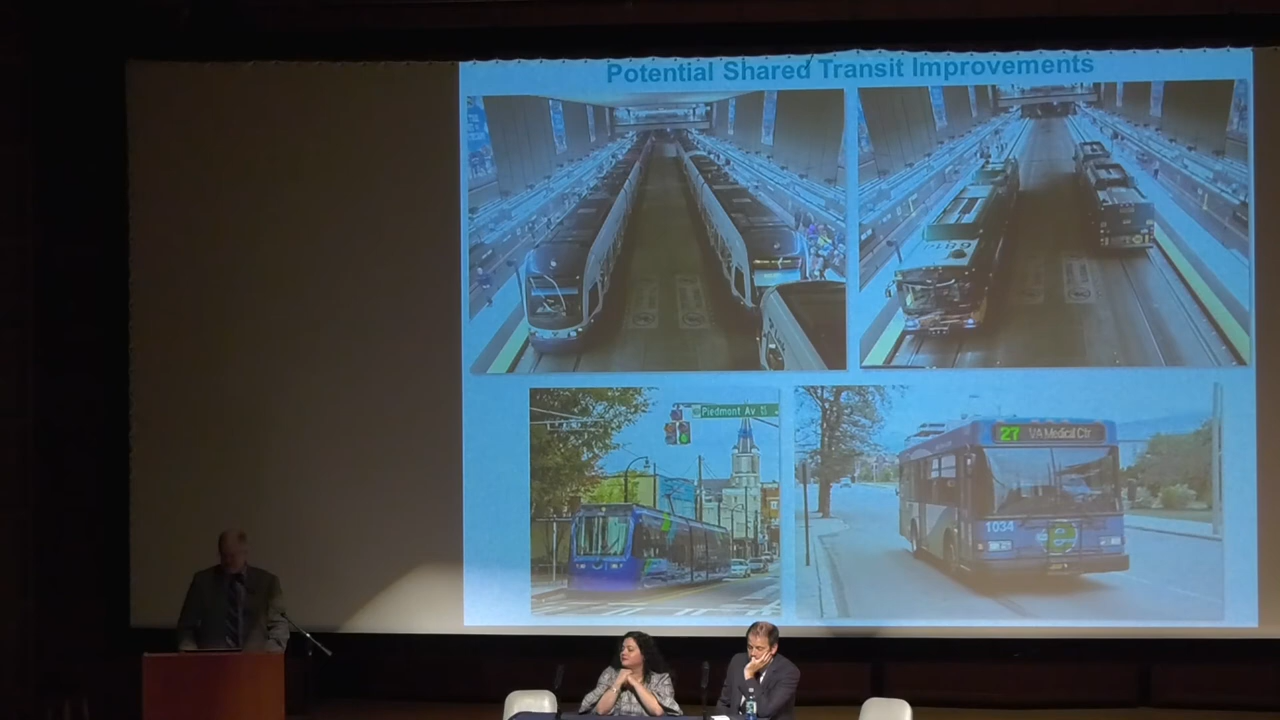 Potential Shared Transit Improvements
Piedmont Av
27 VA Medical Ctr
1034
e